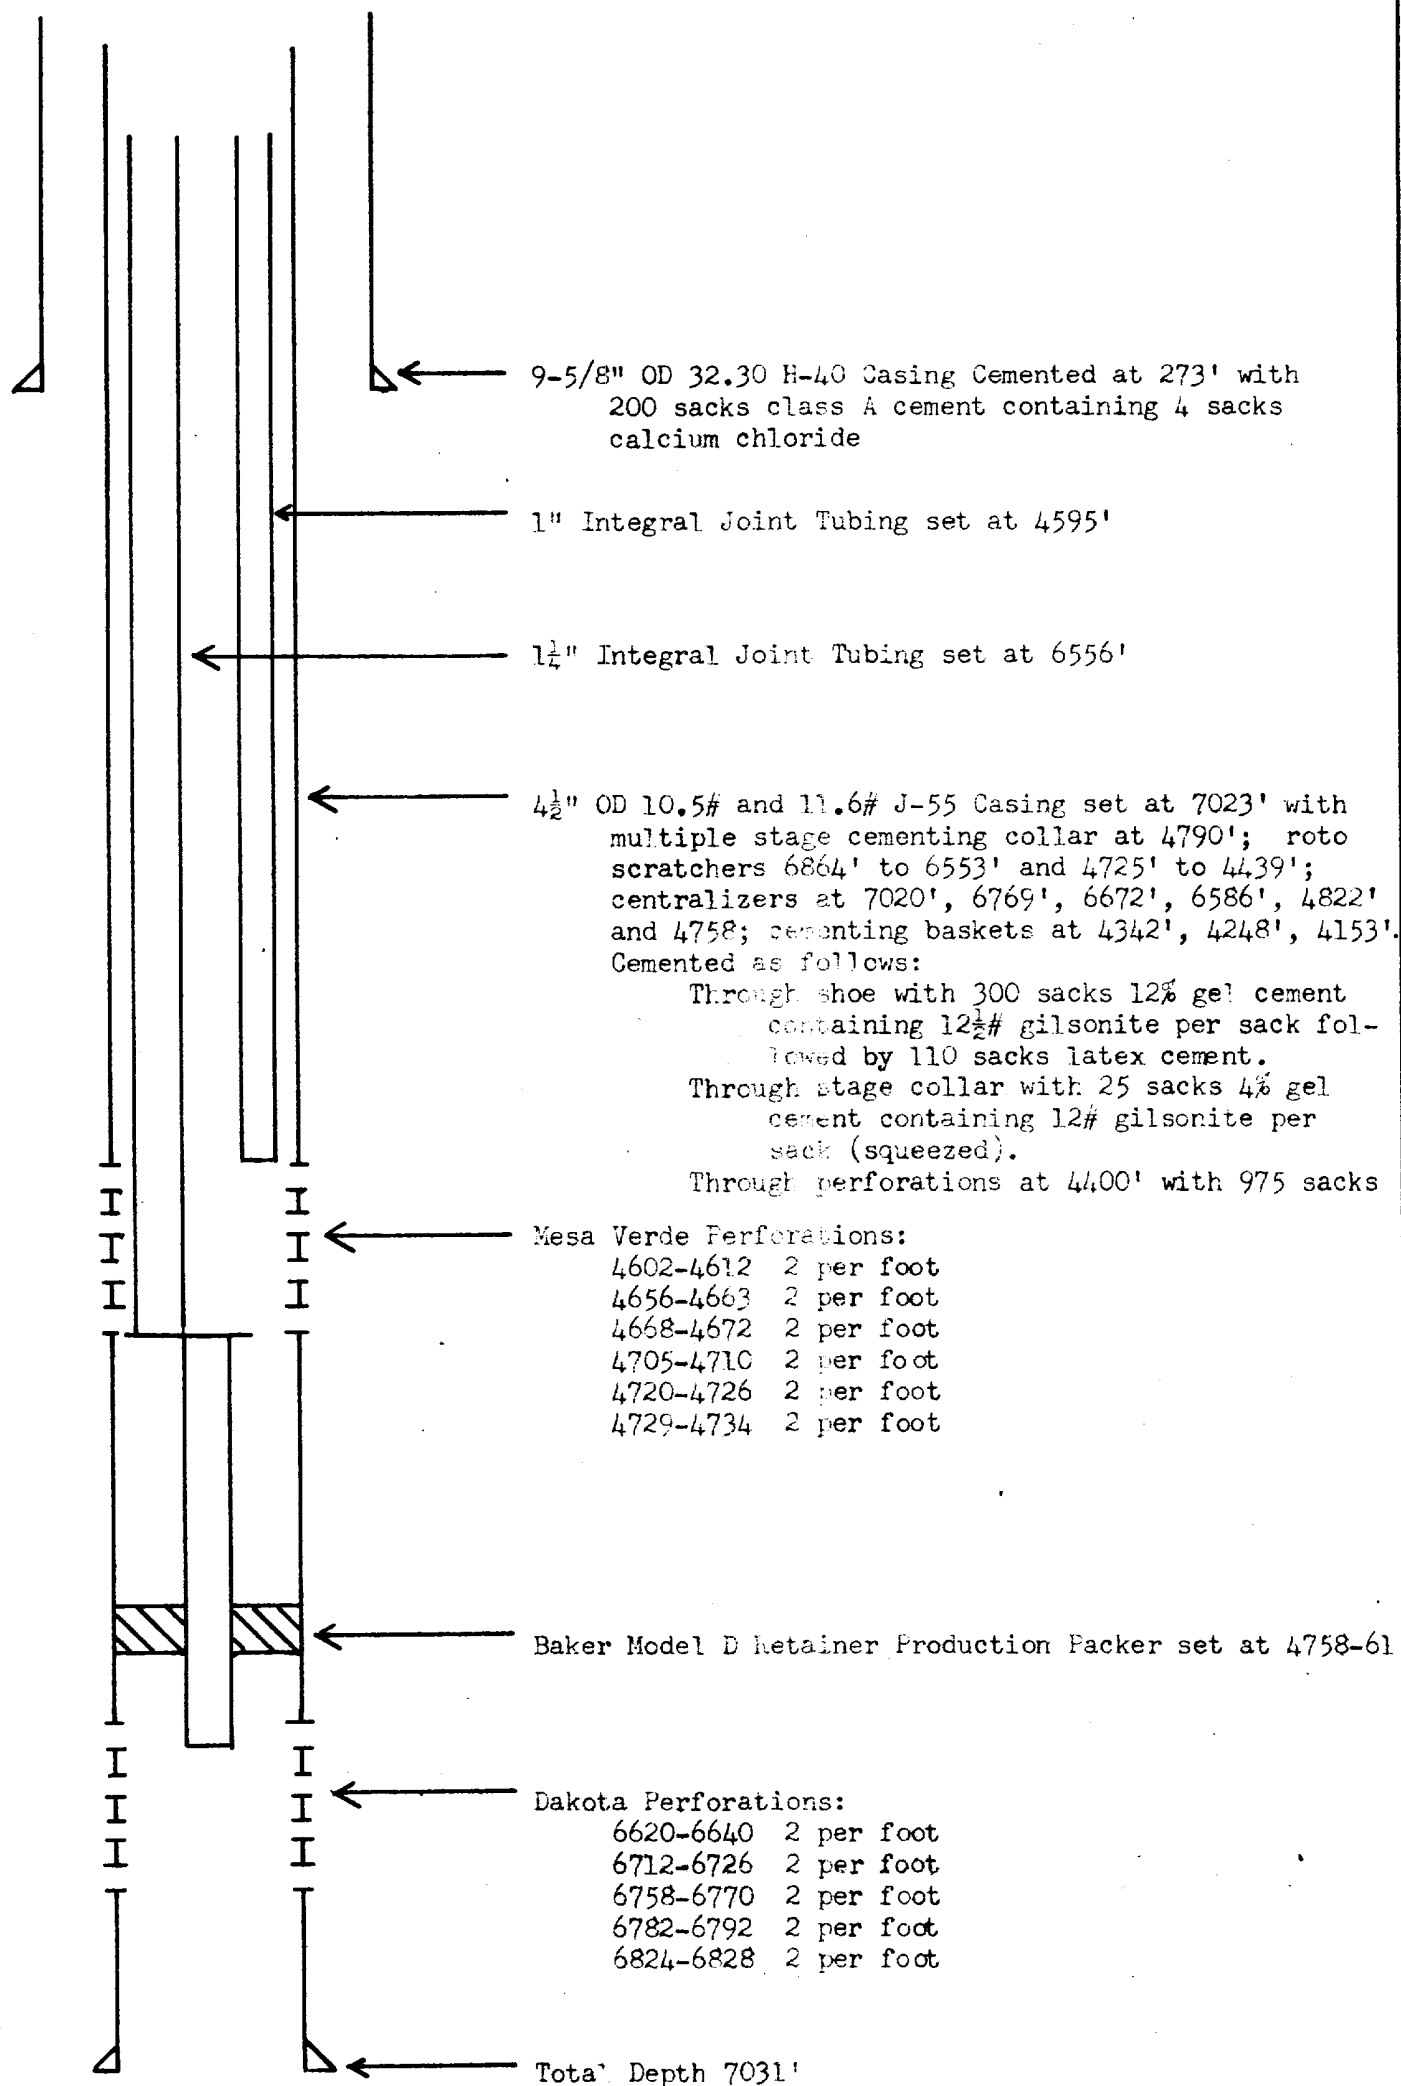 9-5/8" OD 32.30 H-40 Casing Cemented at 273' with
200 sacks class A cement containing 4 sacks
calcium chloride
1" Integral Joint Tubing set at 4595'
1¼" Integral Joint Tubing set at 6556'
4½" OD 10.5# and 11.6# J-55 Casing set at 7023' with
multiple stage cementing collar at 4790'; roto
scratchers 6864' to 6553' and 4725' to 4439';
centralizers at 7020', 6769', 6672', 6586', 4822'
and 4758; cementing baskets at 4342', 4248', 4153'.
Cemented as follows:
Through shoe with 300 sacks 12% gel cement
containing 12½# gilsonite per sack fol-
lowed by 110 sacks latex cement.
Through stage collar with 25 sacks 4% gel
cement containing 12# gilsonite per
sack (squeezed).
Through perforations at 4400' with 975 sacks
Mesa Verde Perforations:
4602-4612 2 per foot
4656-4663 2 per foot
4668-4672 2 per foot
4705-4710 2 per foot
4720-4726 2 per foot
4729-4734 2 per foot
Baker Model D Retainer Production Packer set at 4758-61
Dakota Perforations:
6620-6640 2 per foot
6712-6726 2 per foot
6758-6770 2 per foot
6782-6792 2 per foot
6824-6828 2 per foot
Total Depth 7031'